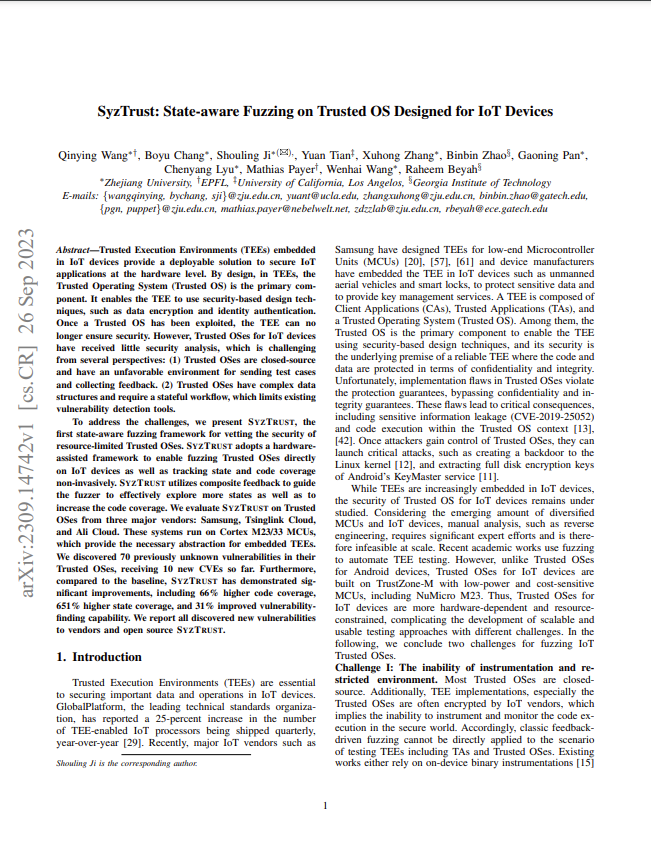 SyzTrust: State-aware Fuzzing on Trusted OS Designed for IoT Devices
Qinying Wang∗†, Boyu Chang∗, Shouling Ji∗(✉), Yuan Tian‡, Xuhong Zhang∗, Binbin Zhao§, Gaoning Pan∗,
Chenyang Lyu∗, Mathias Payer†, Wenhai Wang∗, Raheem Beyah§
∗Zhejiang University, †EPFL, ‡University of California, Los Angelos, §Georgia Institute of Technology
E-mails: {wangqinying, bychang, sji}@zju.edu.cn, yuant@ucla.edu, zhangxuhong@zju.edu.cn, binbin.zhao@gatech.edu,
{pgn, puppet}@zju.edu.cn, mathias.payer@nebelwelt.net, zdzzlab@zju.edu.cn, rbeyah@ece.gatech.edu
arXiv:2309.14742v1 [cs.CR] 26 Sep 2023
Abstract—Trusted Execution Environments (TEEs) embedded
in IoT devices provide a deployable solution to secure IoT
applications at the hardware level. By design, in TEEs, the
Trusted Operating System (Trusted OS) is the primary com-
ponent. It enables the TEE to use security-based design tech-
niques, such as data encryption and identity authentication.
Once a Trusted OS has been exploited, the TEE can no
longer ensure security. However, Trusted OSes for IoT devices
have received little security analysis, which is challenging
from several perspectives: (1) Trusted OSes are closed-source
and have an unfavorable environment for sending test cases
and collecting feedback. (2) Trusted OSes have complex data
structures and require a stateful workflow, which limits existing
vulnerability detection tools.
To address the challenges, we present SYZTRUST, the
first state-aware fuzzing framework for vetting the security of
resource-limited Trusted OSes. SYZTRUST adopts a hardware-
assisted framework to enable fuzzing Trusted OSes directly
on IoT devices as well as tracking state and code coverage
non-invasively. SYZTRUST utilizes composite feedback to guide
the fuzzer to effectively explore more states as well as to
increase the code coverage. We evaluate SYZTRUST on Trusted
OSes from three major vendors: Samsung, Tsinglink Cloud,
and Ali Cloud. These systems run on Cortex M23/33 MCUs,
which provide the necessary abstraction for embedded TEEs.
We discovered 70 previously unknown vulnerabilities in their
Trusted OSes, receiving 10 new CVEs so far. Furthermore,
compared to the baseline, SYZTRUST has demonstrated sig-
nificant improvements, including 66% higher code coverage,
651% higher state coverage, and 31% improved vulnerability-
finding capability. We report all discovered new vulnerabilities
to vendors and open source SYZTRUST.
1. Introduction
Trusted Execution Environments (TEEs) are essential
to securing important data and operations in IoT devices.
GlobalPlatform, the leading technical standards organiza-
tion, has reported a 25-percent increase in the number
of TEE-enabled IoT processors being shipped quarterly,
year-over-year [29]. Recently, major IoT vendors such as
Shouling Ji is the corresponding author.
Samsung have designed TEEs for low-end Microcontroller
Units (MCUs) [20], [57], [61] and device manufacturers
have embedded the TEE in IoT devices such as unmanned
aerial vehicles and smart locks, to protect sensitive data and
to provide key management services. A TEE is composed of
Client Applications (CAs), Trusted Applications (TAs), and
a Trusted Operating System (Trusted OS). Among them, the
Trusted OS is the primary component to enable the TEE
using security-based design techniques, and its security is
the underlying premise of a reliable TEE where the code and
data are protected in terms of confidentiality and integrity.
Unfortunately, implementation flaws in Trusted OSes violate
the protection guarantees, bypassing confidentiality and in-
tegrity guarantees. These flaws lead to critical consequences,
including sensitive information leakage (CVE-2019-25052)
and code execution within the Trusted OS context [13],
[42]. Once attackers gain control of Trusted OSes, they can
launch critical attacks, such as creating a backdoor to the
Linux kernel [12], and extracting full disk encryption keys
of Android's KeyMaster service [11].
While TEEs are increasingly embedded in IoT devices,
the security of Trusted OS for IoT devices remains under
studied. Considering the emerging amount of diversified
MCUs and IoT devices, manual analysis, such as reverse
engineering, requires significant expert efforts and is there-
fore infeasible at scale. Recent academic works use fuzzing
to automate TEE testing. However, unlike Trusted OSes
for Android devices, Trusted OSes for IoT devices are
built on TrustZone-M with low-power and cost-sensitive
MCUs, including NuMicro M23. Thus, Trusted OSes for
IoT devices are more hardware-dependent and resource-
constrained, complicating the development of scalable and
usable testing approaches with different challenges. In the
following, we conclude two challenges for fuzzing IoT
Trusted OSes.
Challenge I: The inability of instrumentation and re-
stricted environment. Most Trusted OSes are closed-
source. Additionally, TEE implementations, especially the
Trusted OSes are often encrypted by IoT vendors, which
implies the inability to instrument and monitor the code exe-
cution in the secure world. Accordingly, classic feedback-
driven fuzzing cannot be directly applied to the scenario
of testing TEEs including TAs and Trusted OSes. Existing
works either rely on on-device binary instrumentations [15]
1